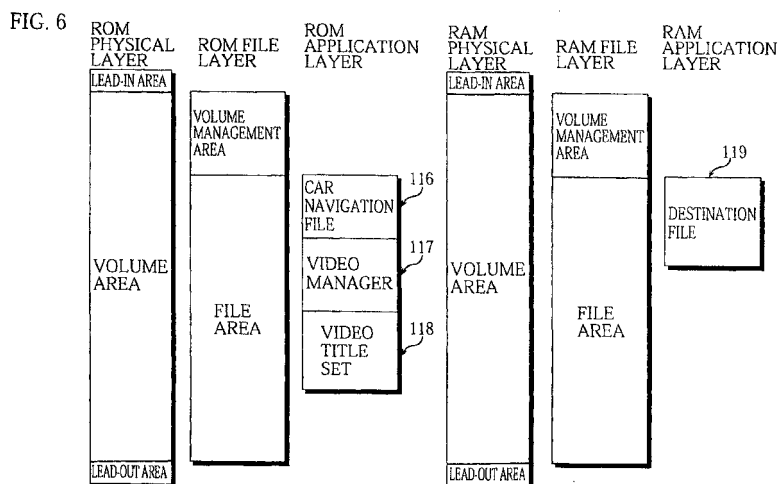 FIG. 6
ROM
PHYSICAL
LAYER
ROM FILE
LAYER
ROM
APPLICATION
LAYER
RAM
PHYSICAL
LAYER
RAM FILE
LAYER
RAM
APPLICATION
LAYER
LEAD-IN AREA
VOLUME
AREA
LEAD-OUT AREA
VOLUME
MANAGEMENT
AREA
FILE
AREA
116
CAR
NAVIGATION
FILE
117
VIDEO
MANAGER
118
VIDEO
TITLE
SET
LEAD-IN AREA
VOLUME
AREA
LEAD-OUT AREA
VOLUME
MANAGEMENT
AREA
FILE
AREA
119
DESTINATION
FILE